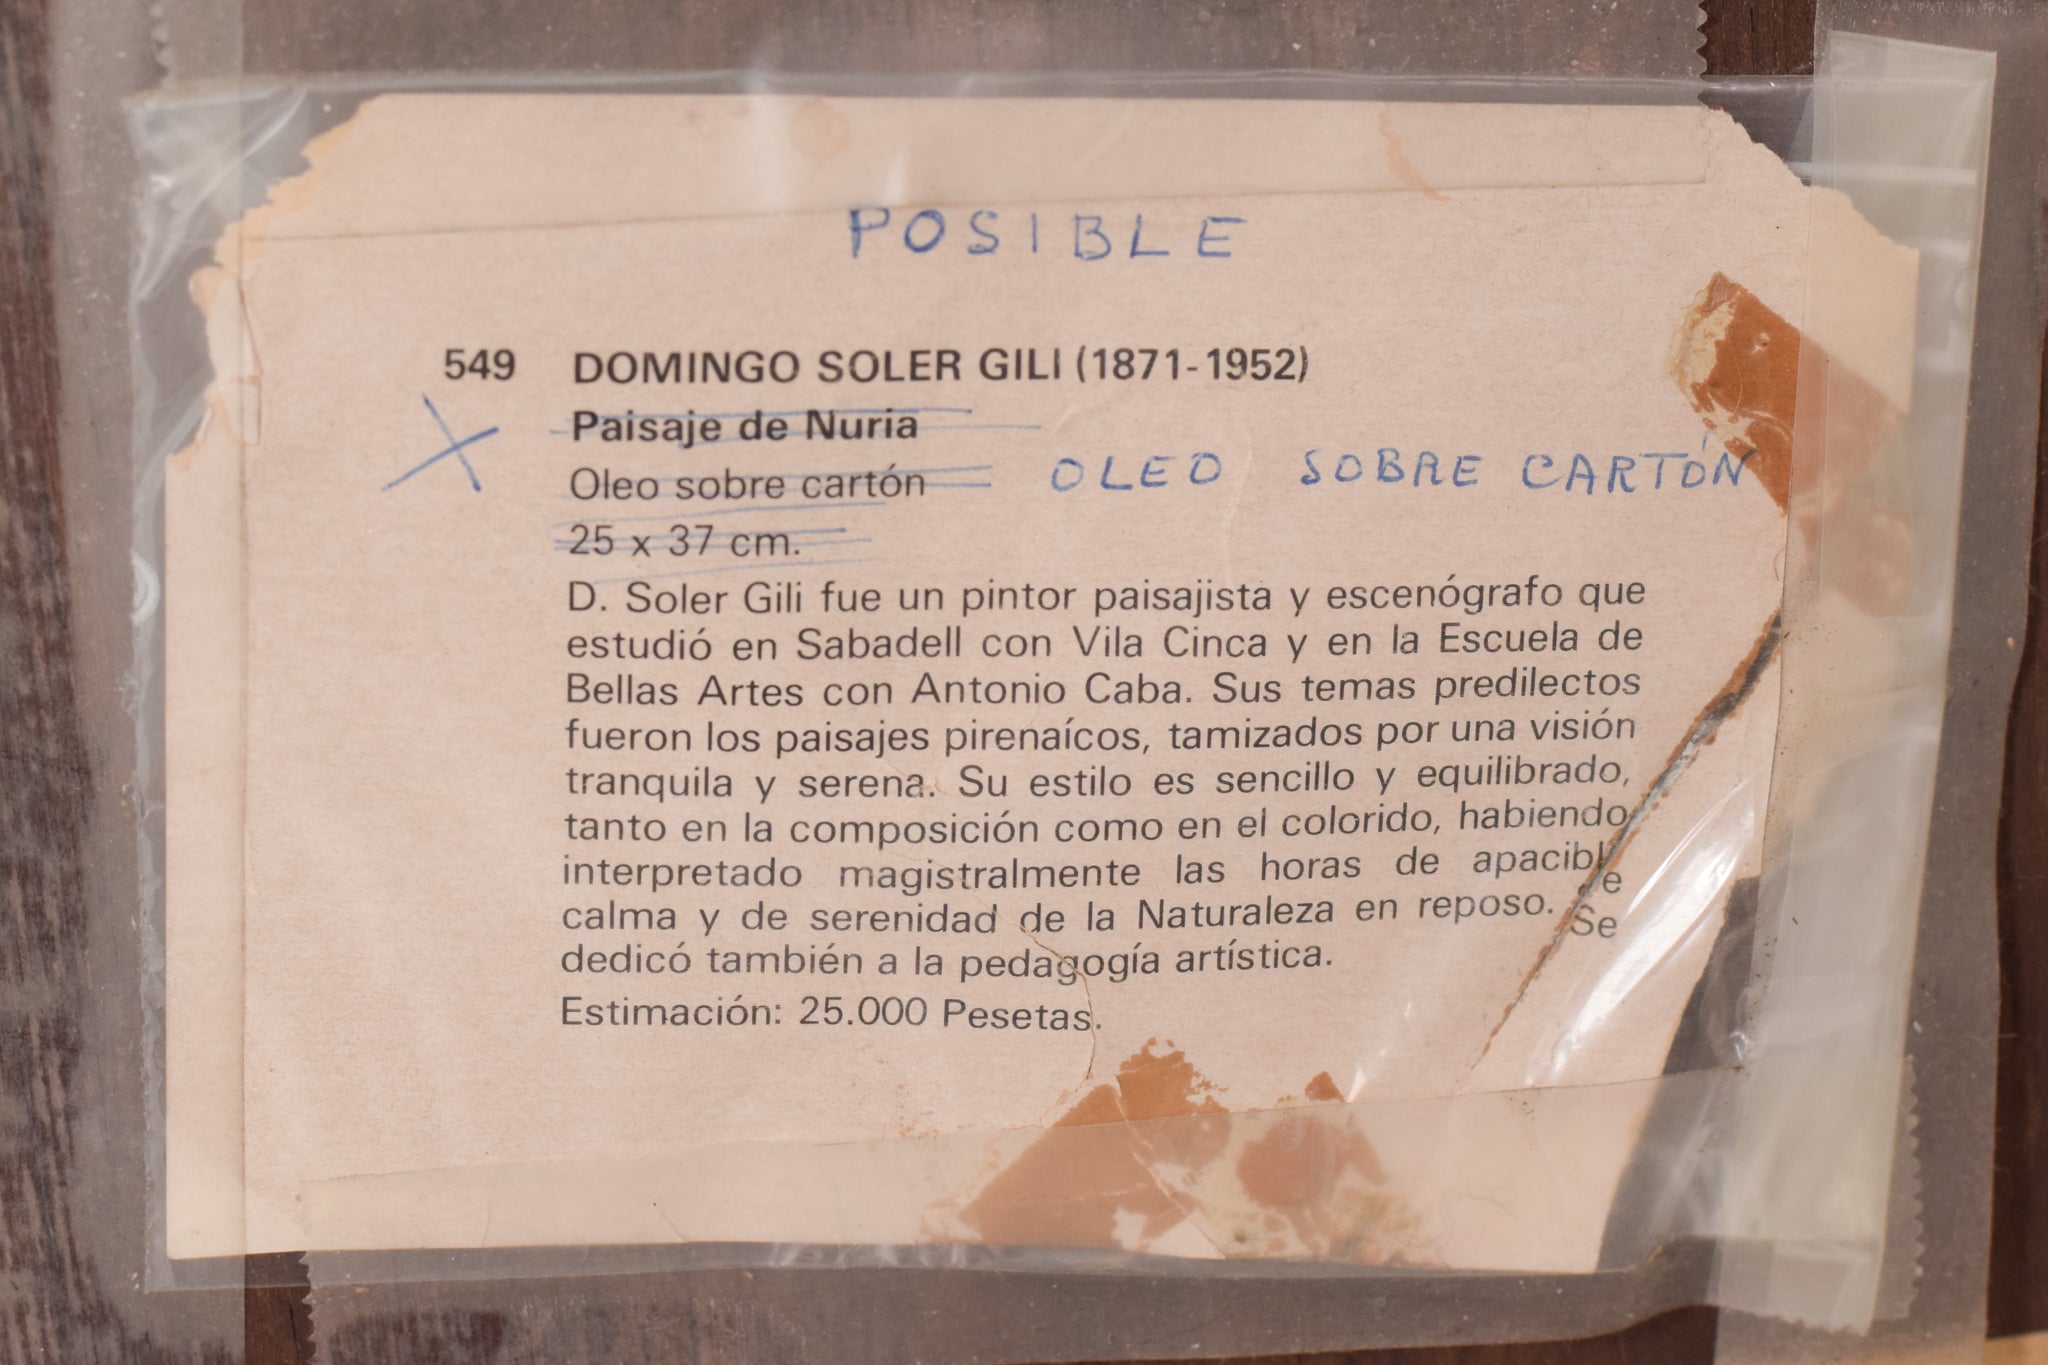 POSIBLE
549 DOMINGO SOLER GILI (1871-1952)
Paisaje de Nuria
Oleo sobre cartón OLEO SOBRE CARTÓN
25 x 37 cm.
D. Soler Gili fue un pintor paisajista y escenógrafo que
estudió en Sabadell con Vila Cinca y en la Escuela de
Bellas Artes con Antonio Caba. Sus temas predilectos
fueron los paisajes pirenaícos, tamizados por una visión
tranquila y serena. Su estilo es sencillo y equilibrado,
tanto en la composición como en el colorido, habiendo
interpretado magistralmente las horas de apacible
calma y de serenidad de la Naturaleza en reposo. Se
dedicó también a la pedagogía artística.
Estimación: 25.000 Pesetas.